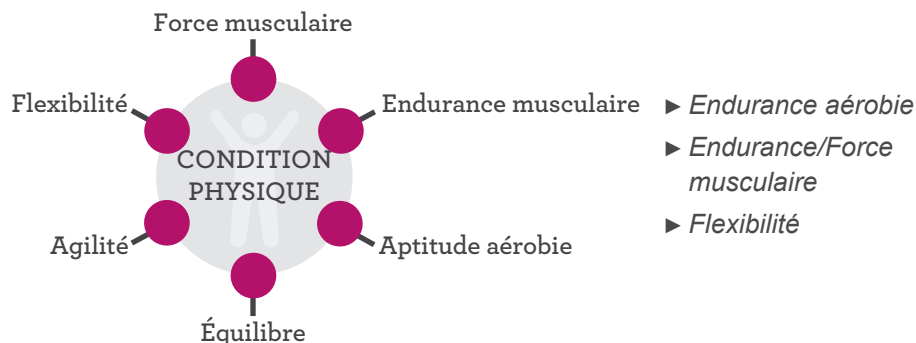 Force musculaire
Flexibilité
Endurance musculaire
CONDITION
PHYSIQUE
Agilité
Aptitude aérobie
Équilibre
► Endurance aérobie
► Endurance/Force
musculaire
► Flexibilité